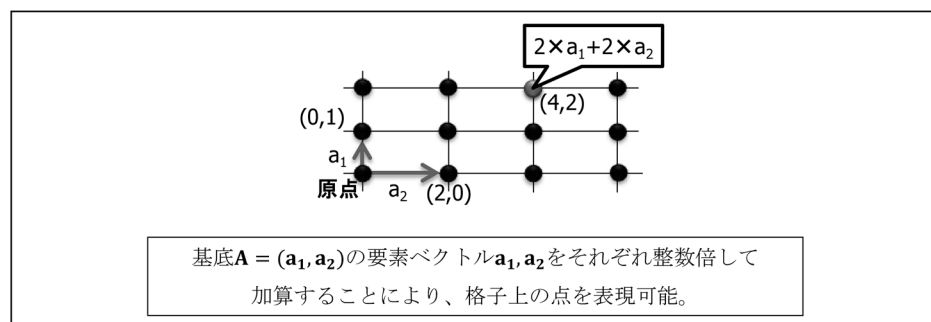 2×a₁+2×a₂
(4,2)
(0,1)
a₁
原点
a₂
(2,0)
基底A = (a₁,a₂)の要素ベクトルa₁,a₂をそれぞれ整数倍して
加算することにより、格子上の点を表現可能。